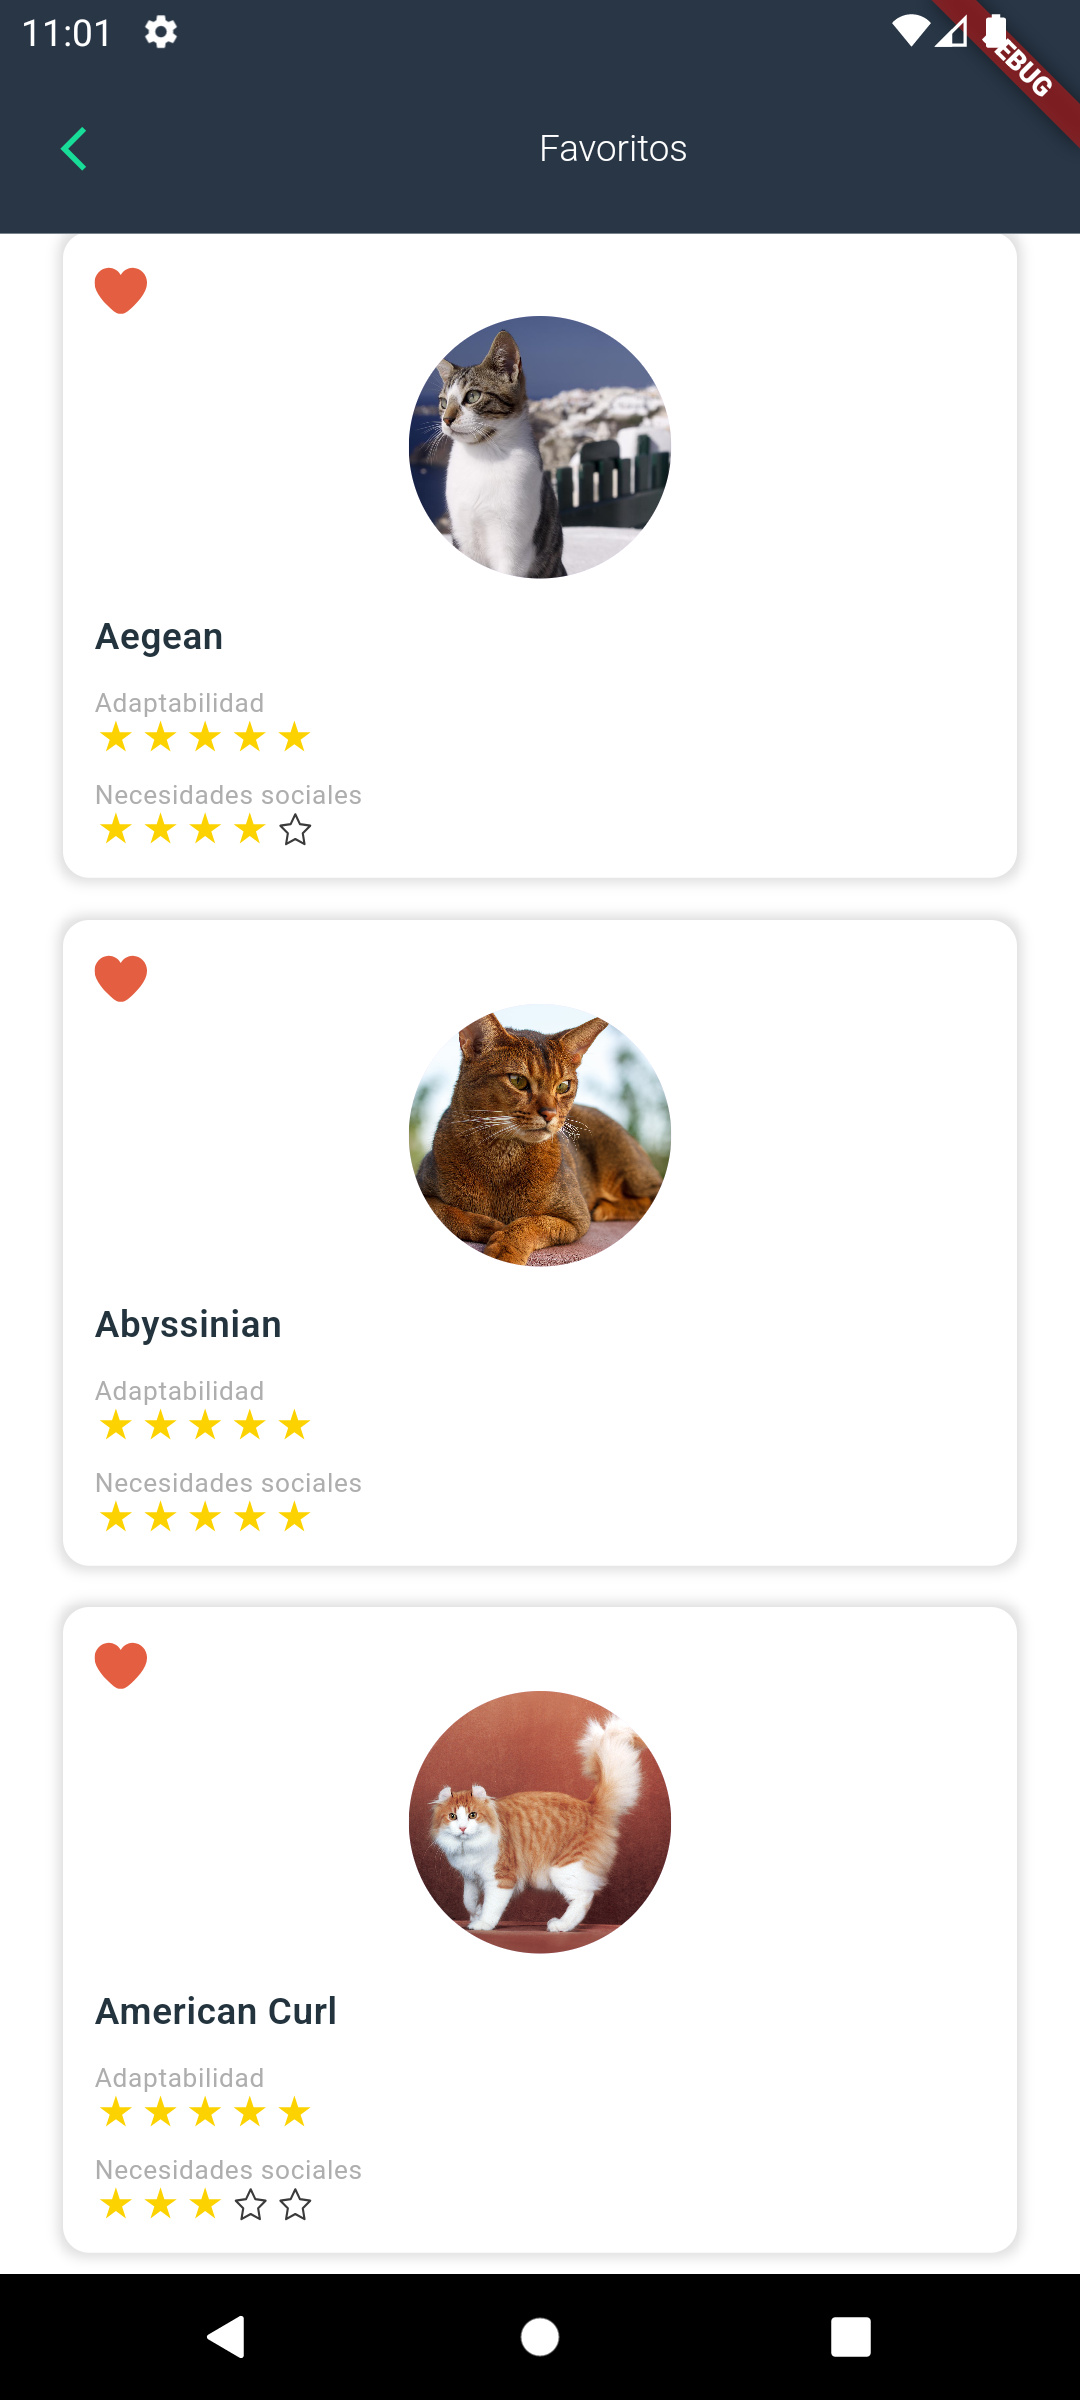 11:01
EBUG
Favoritos
Aegean
Adaptabilidad
Necesidades sociales
Abyssinian
Adaptabilidad
Necesidades sociales
American Curl
Adaptabilidad
Necesidades sociales